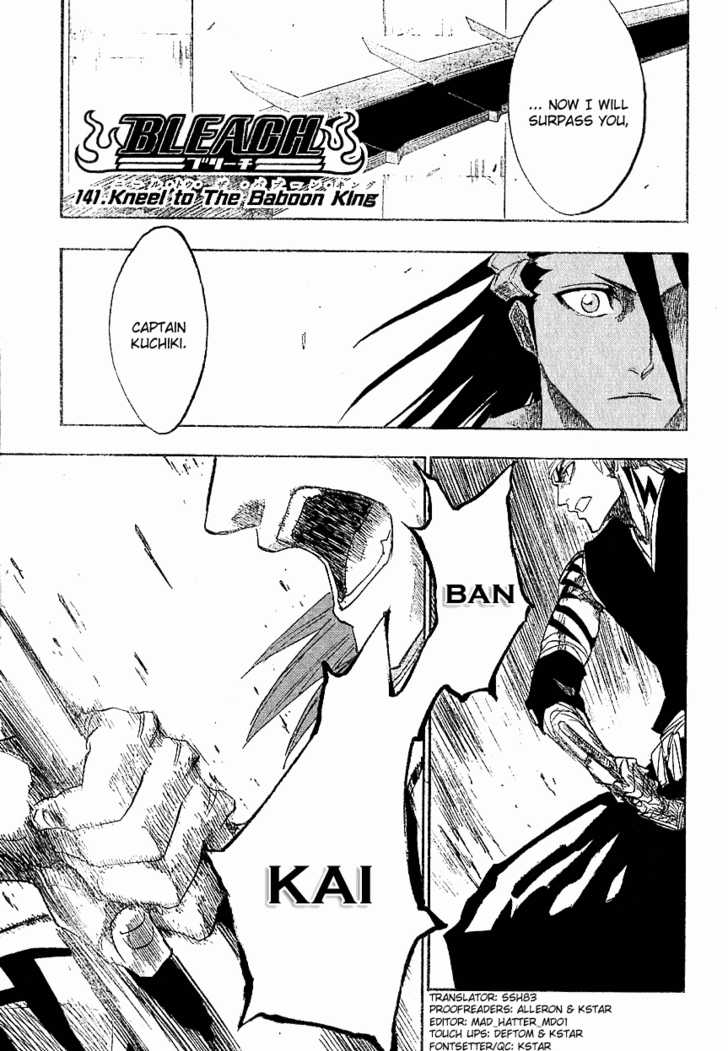 ... NOW I WILL
SURPASS YOU,
BLEACH
ブリーチ
141. Kneel to The Baboon King
CAPTAIN
KUCHIKI.
BAN
KAI
TRANSLATOR: SSH83
PROOFREADERS: ALLERON & KSTAR
EDITOR: MAD_HATTER_MD01
TOUCH UPS: DEFTOM & KSTAR
FONTSETTER/QC: KSTAR